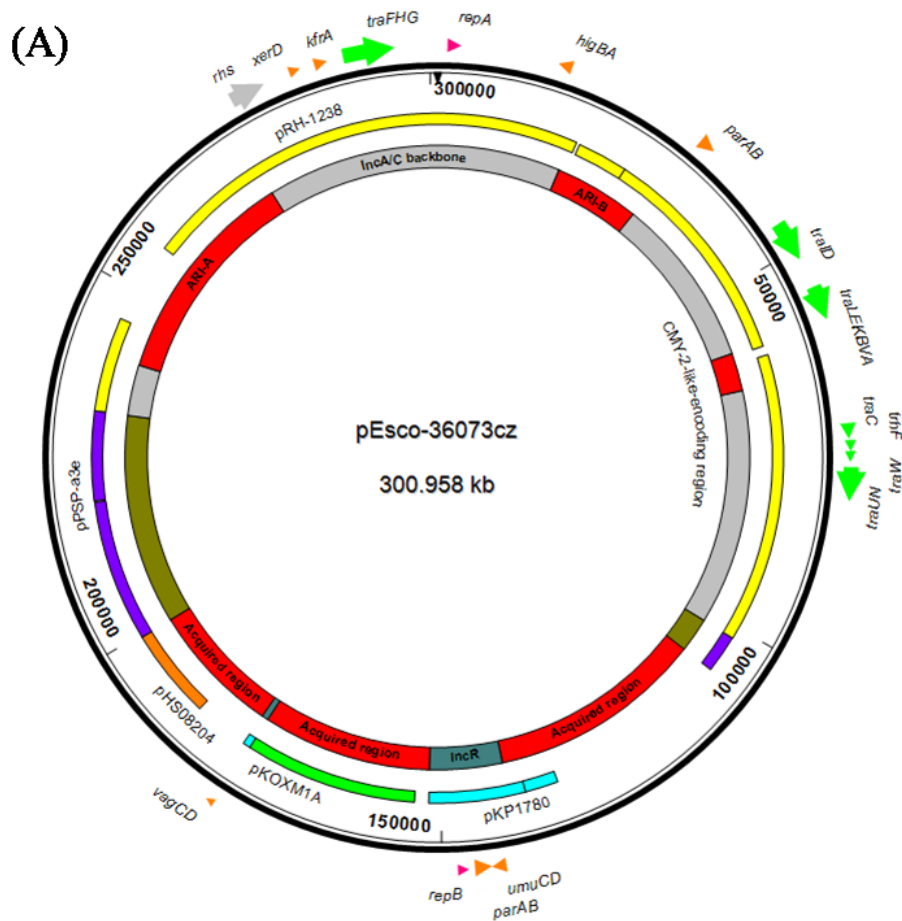 (A)
traFHG
repA
kfrA
xerD
rhs
higBA
300000
pRH-1238
IncA/C backbone
parAB
ARI-B
250000
ARI-A
traID
50000
traLEKBVA
CMY-2-like-encoding region
pEsco-36073cz
300.958 kb
traC
trhF
traW
traUN
pPSP-a3e
200000
Acquired region
100000
pHS08204
Acquired region
Acquired region
IncR
pKOXM1A
vagCD
150000
pKP1780
repB
umuCD
parAB